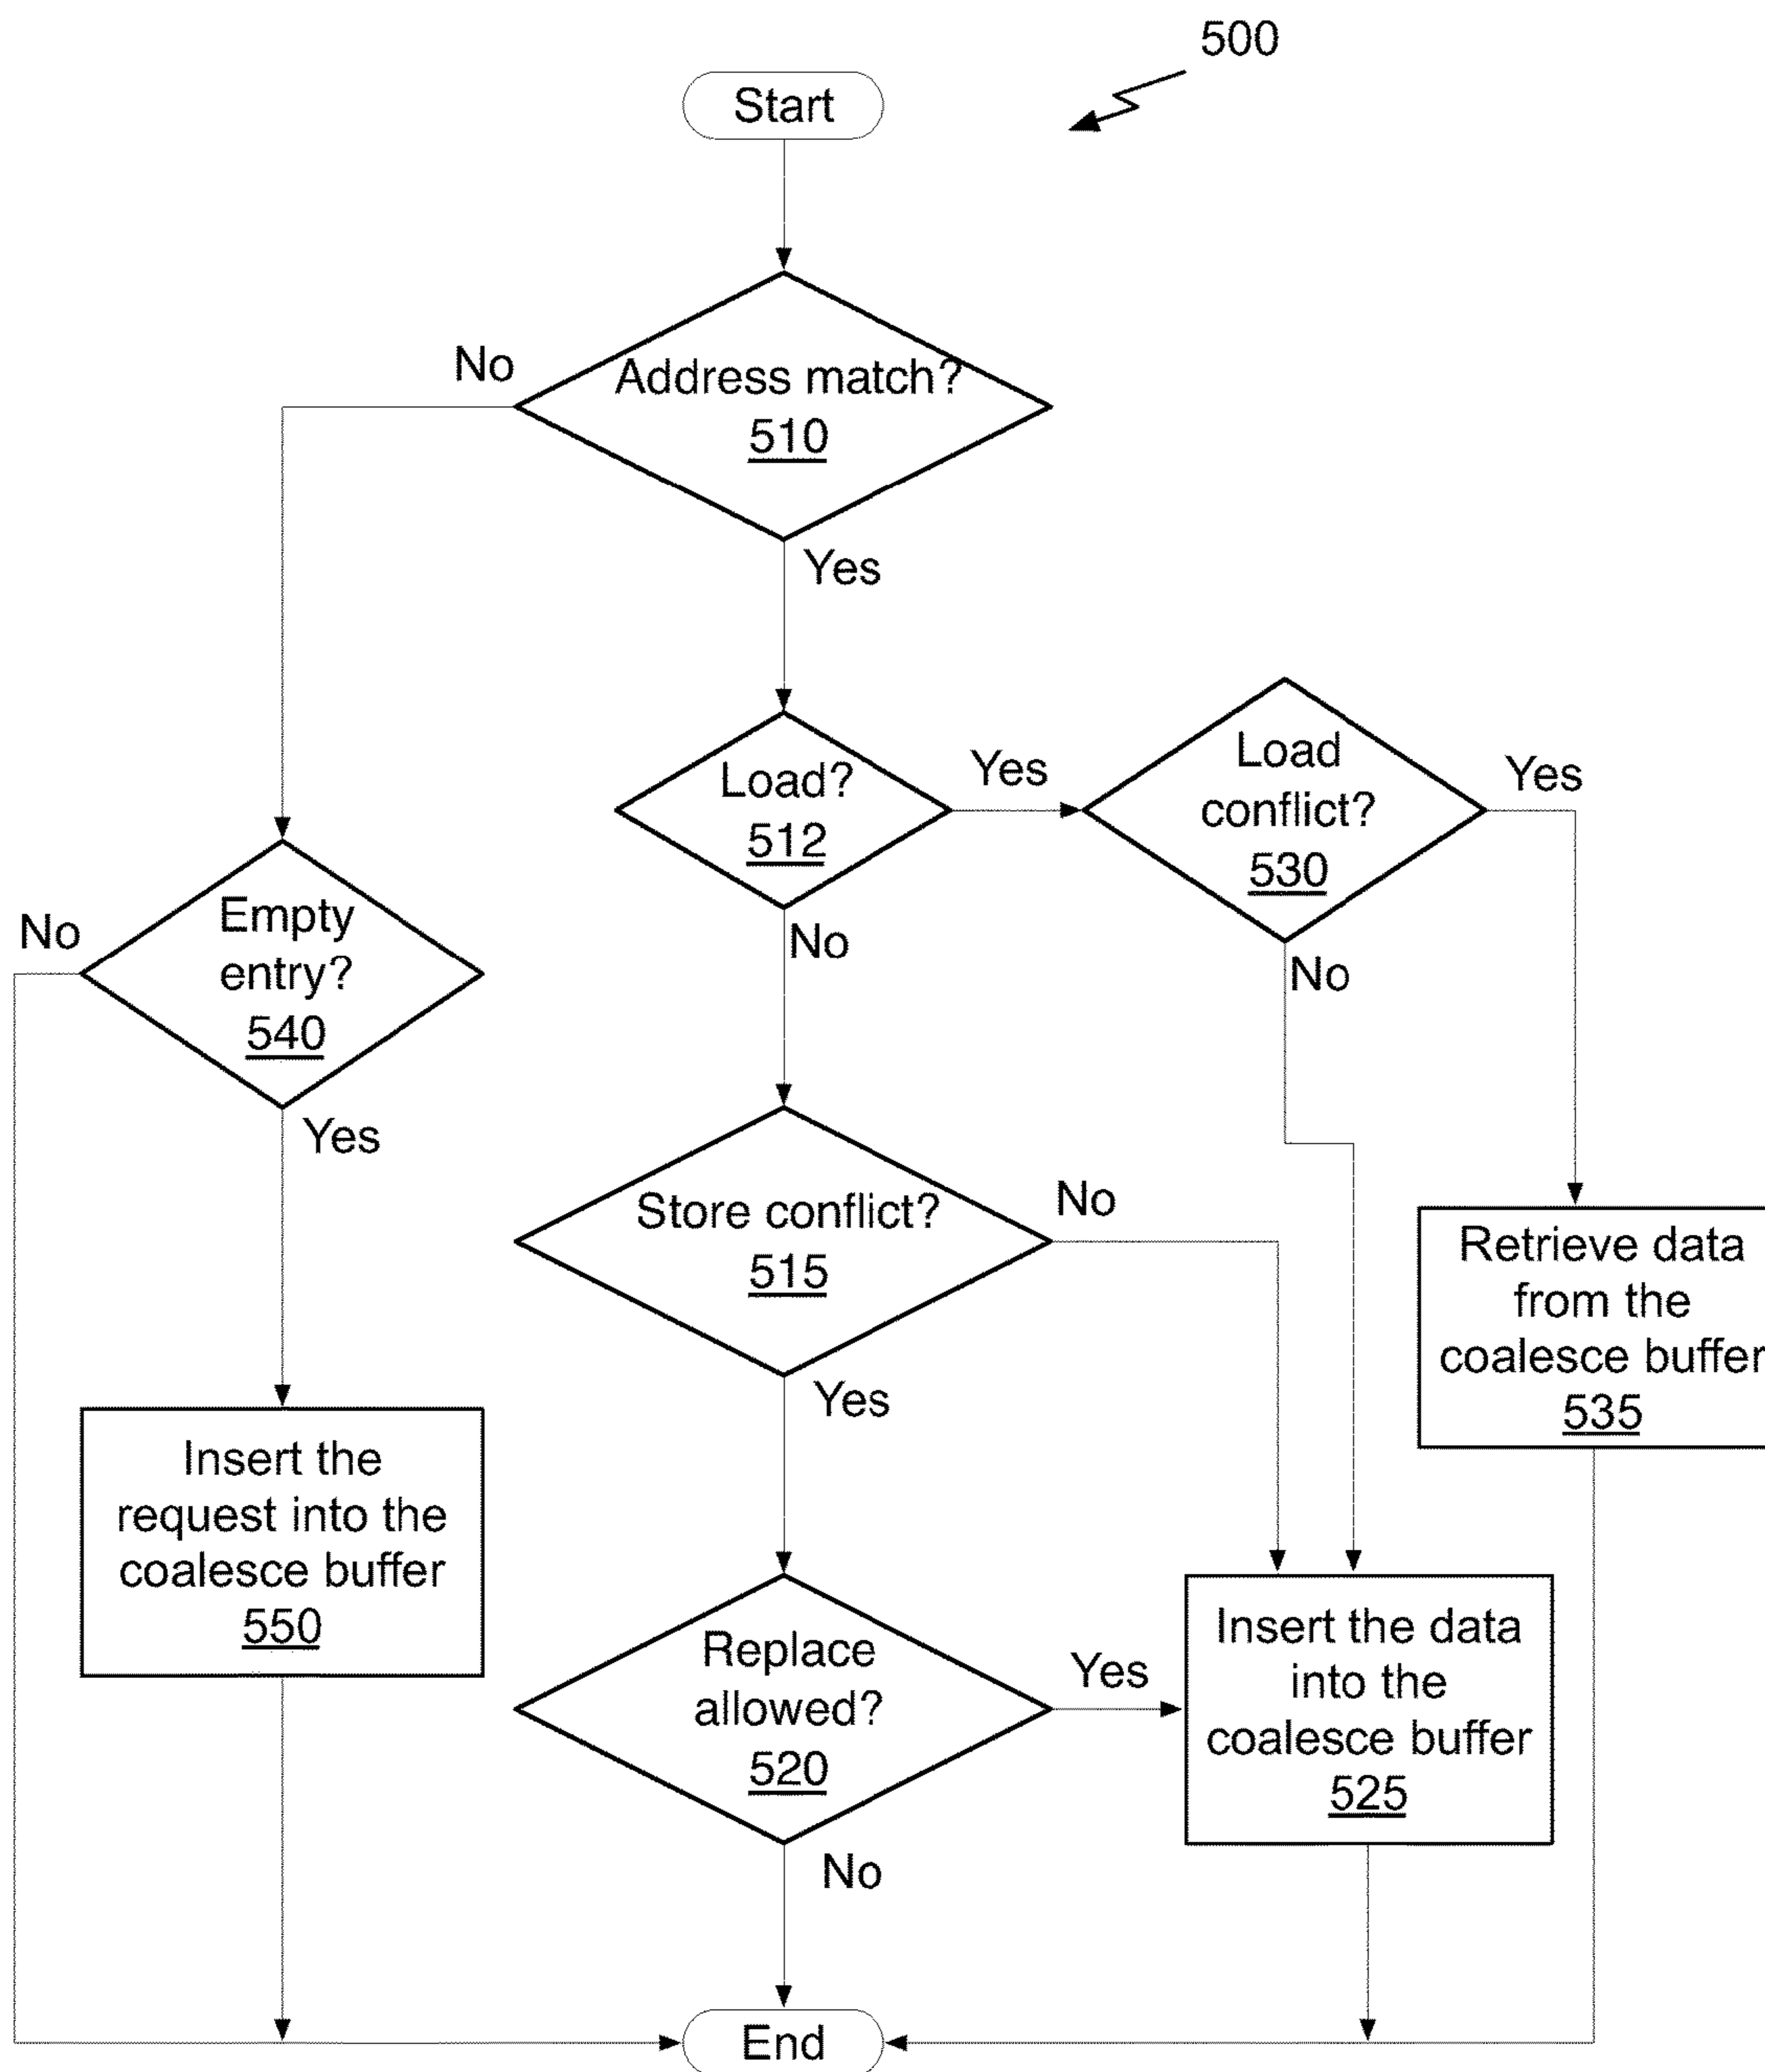 500
Start
No
Address match?
510
Yes
Load?
512
Yes
Load
conflict?
530
Yes
No
Empty
entry?
540
No
No
Yes
Store conflict?
515
No
Retrieve data
from the
coalesce buffer
535
Yes
Insert the
request into the
coalesce buffer
550
Replace
allowed?
520
Yes
Insert the data
into the
coalesce buffer
525
No
End